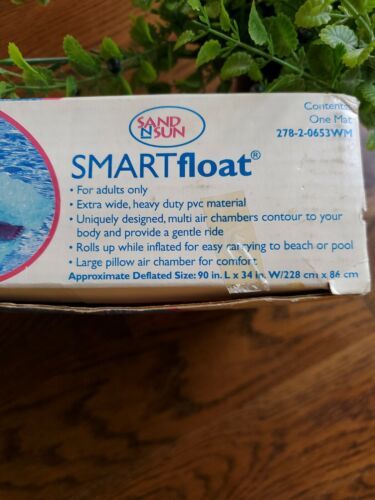 SAND
N SUN
Contents:
One Mat
278-2-0653WM
SMARTfloat®
• For adults only
• Extra wide, heavy duty pvc material
• Uniquely designed, multi air chambers contour to your
body and provide a gentle ride
• Rolls up while inflated for easy carrying to beach or pool
• Large pillow air chamber for comfort
Approximate Deflated Size: 90 in. L x 34 in. W/228 cm x 86 cm